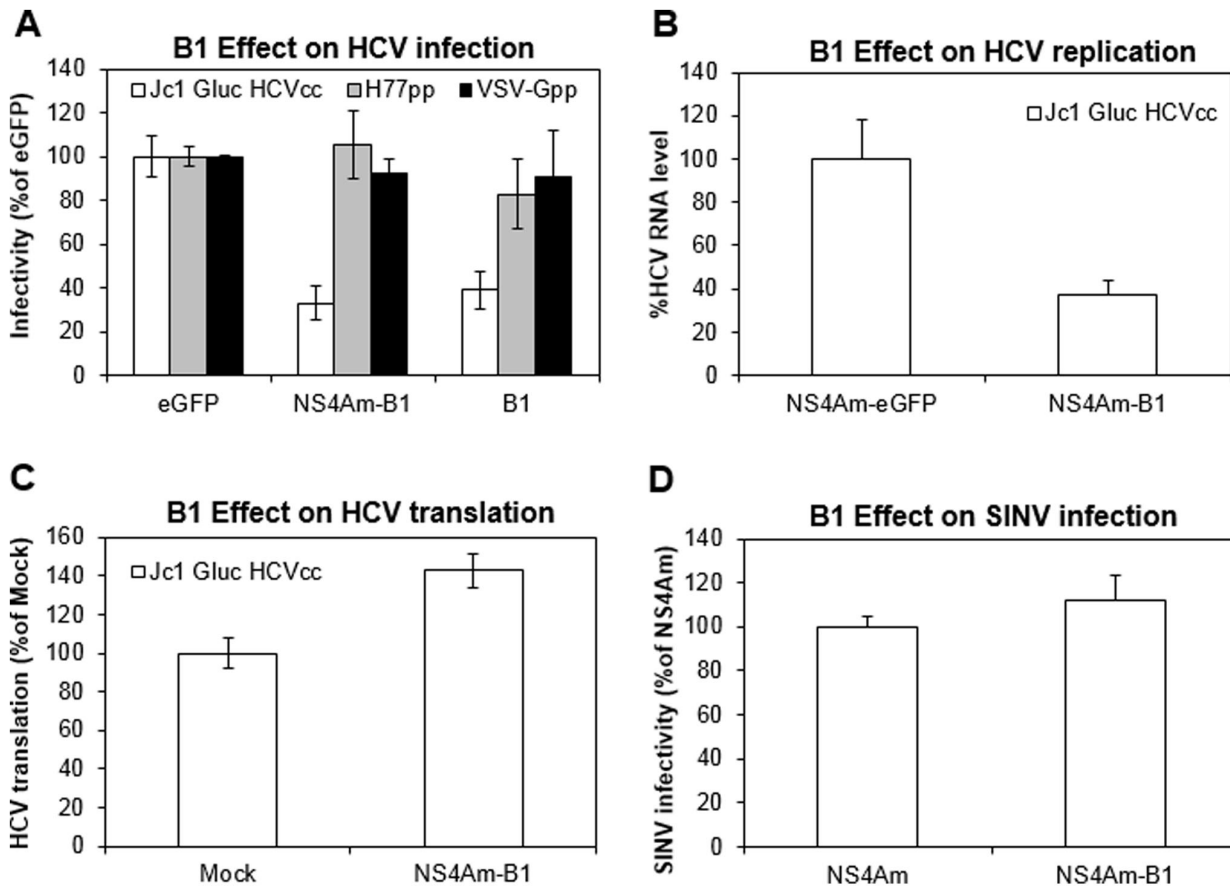 A
B1 Effect on HCV infection
Infectivity (%of eGFP)
140
120
100
80
60
40
20
0
Jc1 Gluc HCVcc H77pp VSV-Gpp
eGFP NS4Am-B1 B1
B
B1 Effect on HCV replication
%HCV RNA level
140
120
100
80
60
40
20
0
Jc1 Gluc HCVcc
NS4Am-eGFP NS4Am-B1
C
B1 Effect on HCV translation
HCV translation (%of Mock)
160
140
120
100
80
60
40
20
0
Jc1 Gluc HCVcc
Mock NS4Am-B1
D
B1 Effect on SINV infection
SINV infectivity (%of NS4Am)
140
120
100
80
60
40
20
0
NS4Am NS4Am-B1